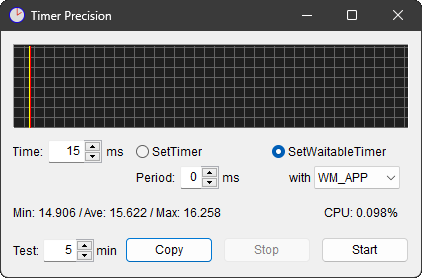 Timer Precision
Time: 15 ms SetTimer SetWaitableTimer
Period: 0 ms with WM_APP
Min: 14.906 / Ave: 15.622 / Max: 16.258 CPU: 0.098%
Test: 5 min Copy Stop Start